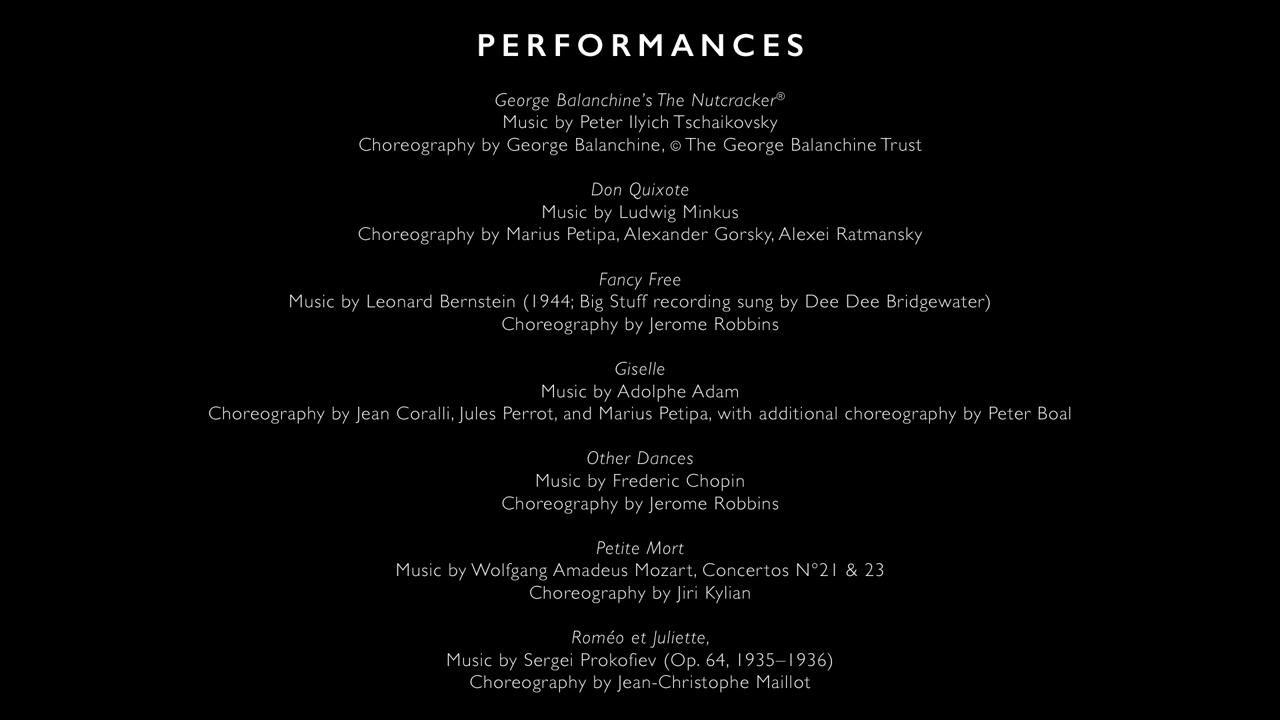 PERFORMANCES
George Balanchine's The Nutcracker®
Music by Peter Ilyich Tschaikovsky
Choreography by George Balanchine, © The George Balanchine Trust
Don Quixote
Music by Ludwig Minkus
Choreography by Marius Petipa, Alexander Gorsky, Alexei Ratmansky
Fancy Free
Music by Leonard Bernstein (1944; Big Stuff recording sung by Dee Dee Bridgewater)
Choreography by Jerome Robbins
Giselle
Music by Adolphe Adam
Choreography by Jean Coralli, Jules Perrot, and Marius Petipa, with additional choreography by Peter Boal
Other Dances
Music by Frederic Chopin
Choreography by Jerome Robbins
Petite Mort
Music by Wolfgang Amadeus Mozart, Concertos N°21 & 23
Choreography by Jiri Kylian
Roméo et Juliette,
Music by Sergei Prokofiev (Op. 64, 1935–1936)
Choreography by Jean-Christophe Maillot